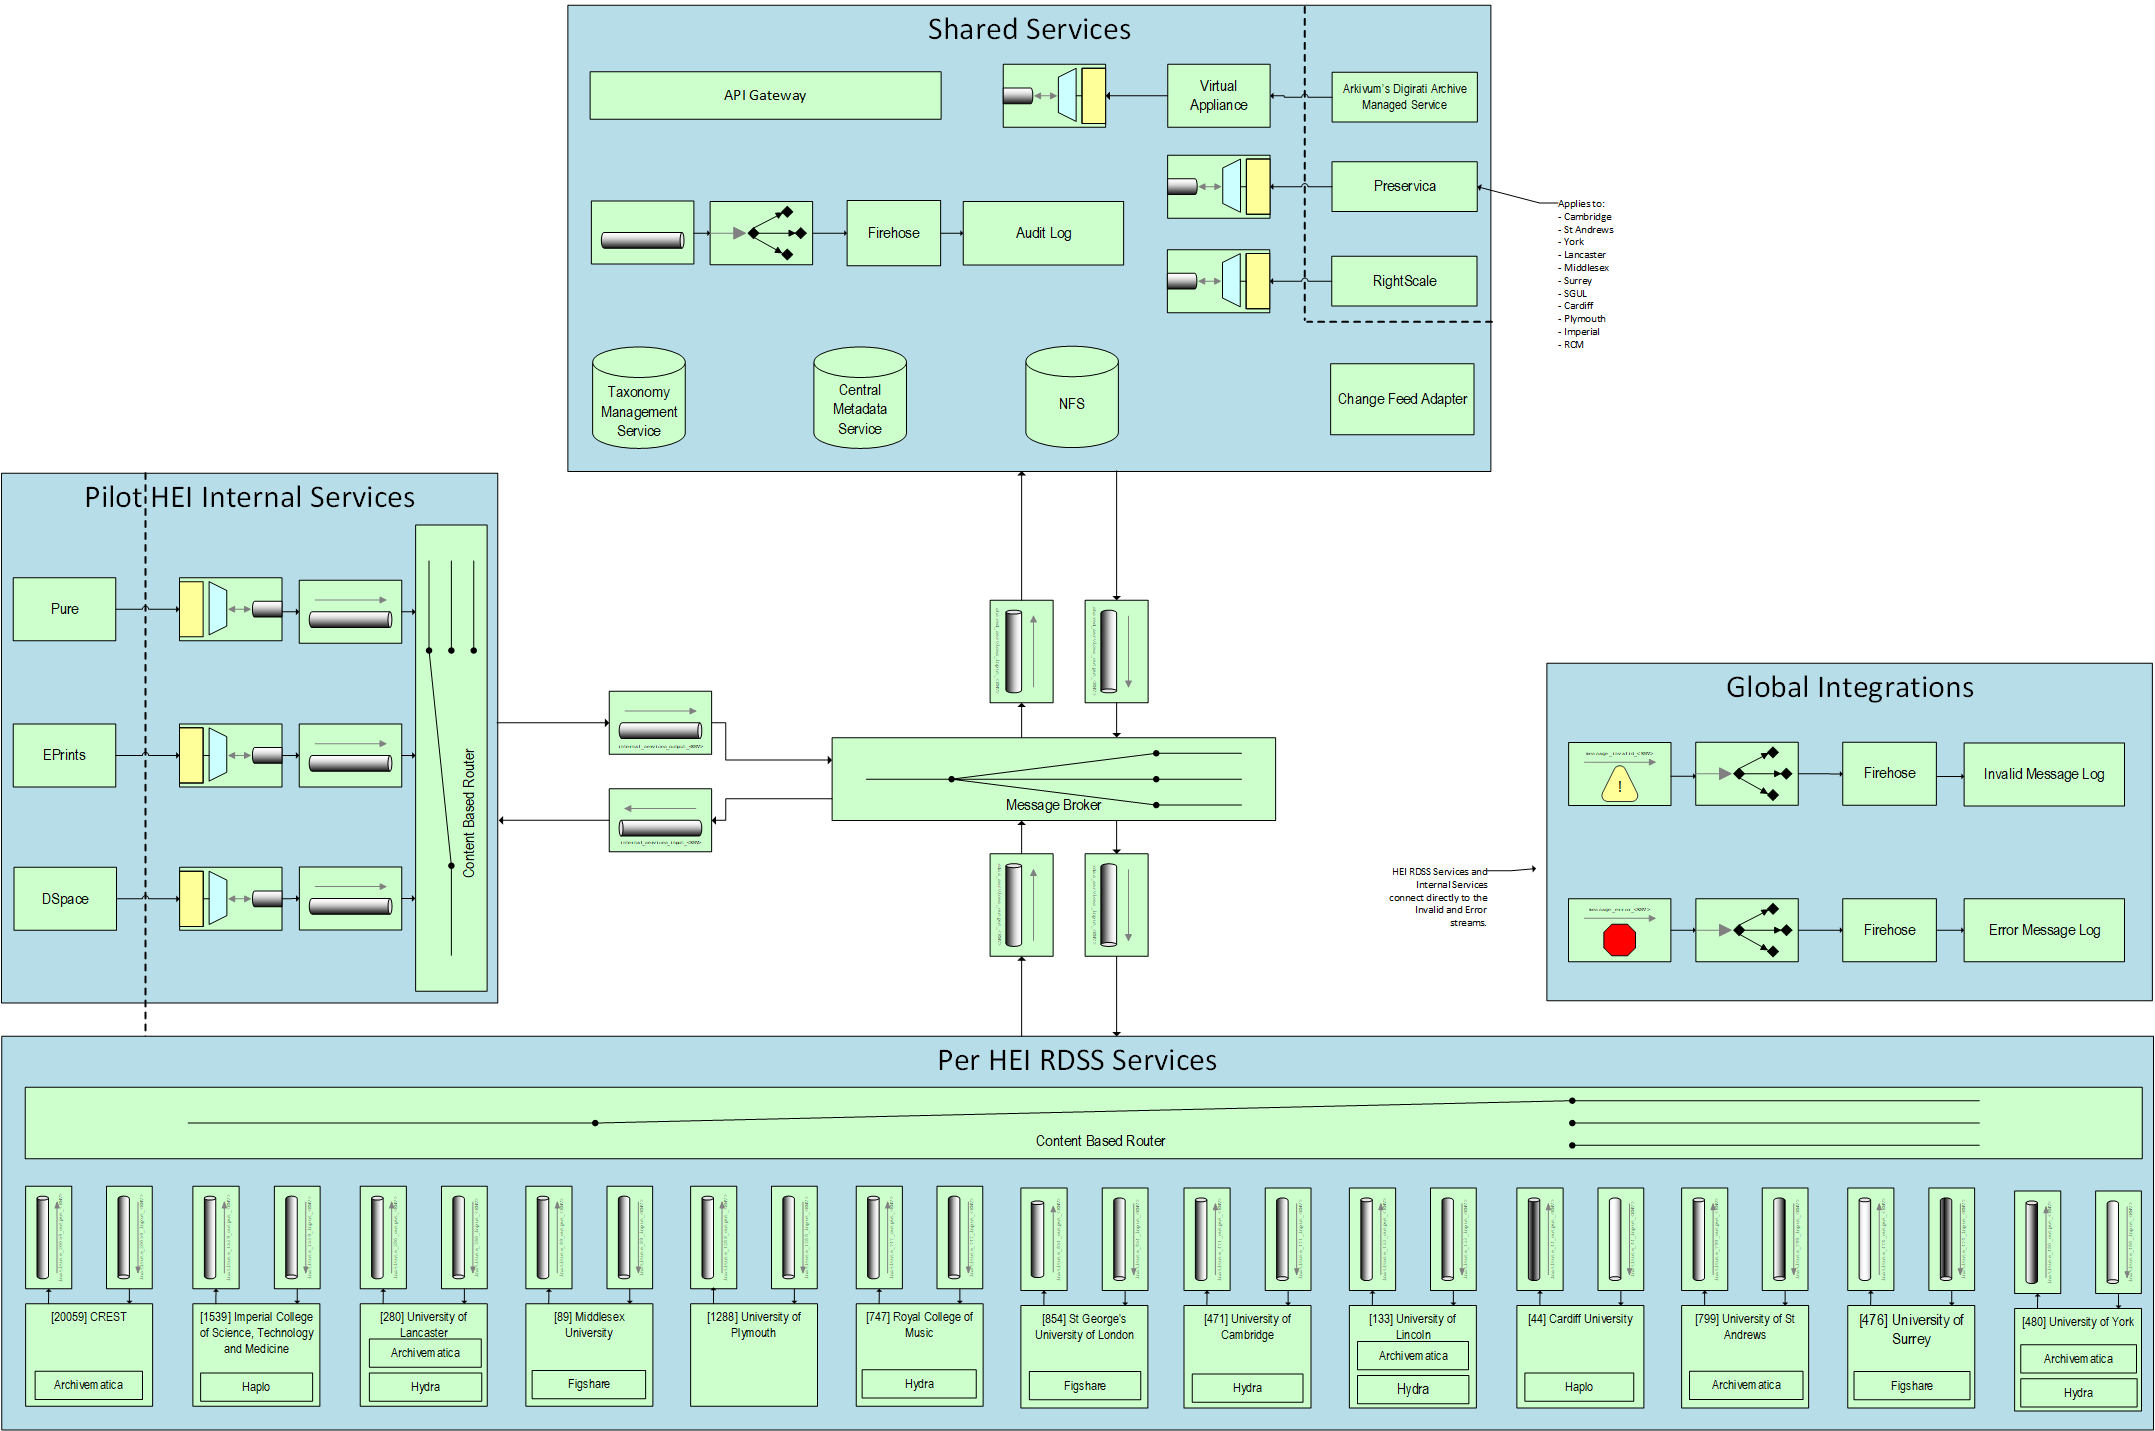 Shared Services
API Gateway
Virtual
Appliance
Arkivum's Digirati Archive
Managed Service
Preservica
Applies to:
- Cambridge
- St Andrews
- York
- Lancaster
- Middlesex
- Surrey
- SGUL
- Cardiff
- Plymouth
- Imperial
- RCM
Firehose
Audit Log
RightScale
Taxonomy
Management
Service
Central
Metadata
Service
NFS
Change Feed Adapter
Pilot HEI Internal Services
Pure
EPrints
DSpace
Content Based Router
internal_services_output_<ENV>
internal_services_input_<ENV>
Message Broker
Global Integrations
message_invalid_<ENV>
!
Firehose
Invalid Message Log
HEI RDSS Services and
Internal Services
connect directly to the
Invalid and Error
streams.
message_error_<ENV>
Firehose
Error Message Log
Per HEI RDSS Services
Content Based Router
[20059] CREST
Archivematica
[1539] Imperial College
of Science, Technology
and Medicine
Haplo
[280] University of
Lancaster
Archivematica
Hydra
[89] Middlesex
University
Figshare
[1288] University of
Plymouth
[747] Royal College of
Music
Hydra
[854] St George's
University of London
Figshare
[471] University of
Cambridge
Hydra
[133] University of
Lincoln
Archivematica
Hydra
[44] Cardiff University
Haplo
[799] University of St
Andrews
Archivematica
[476] University of
Surrey
Figshare
[480] University of York
Archivematica
Hydra